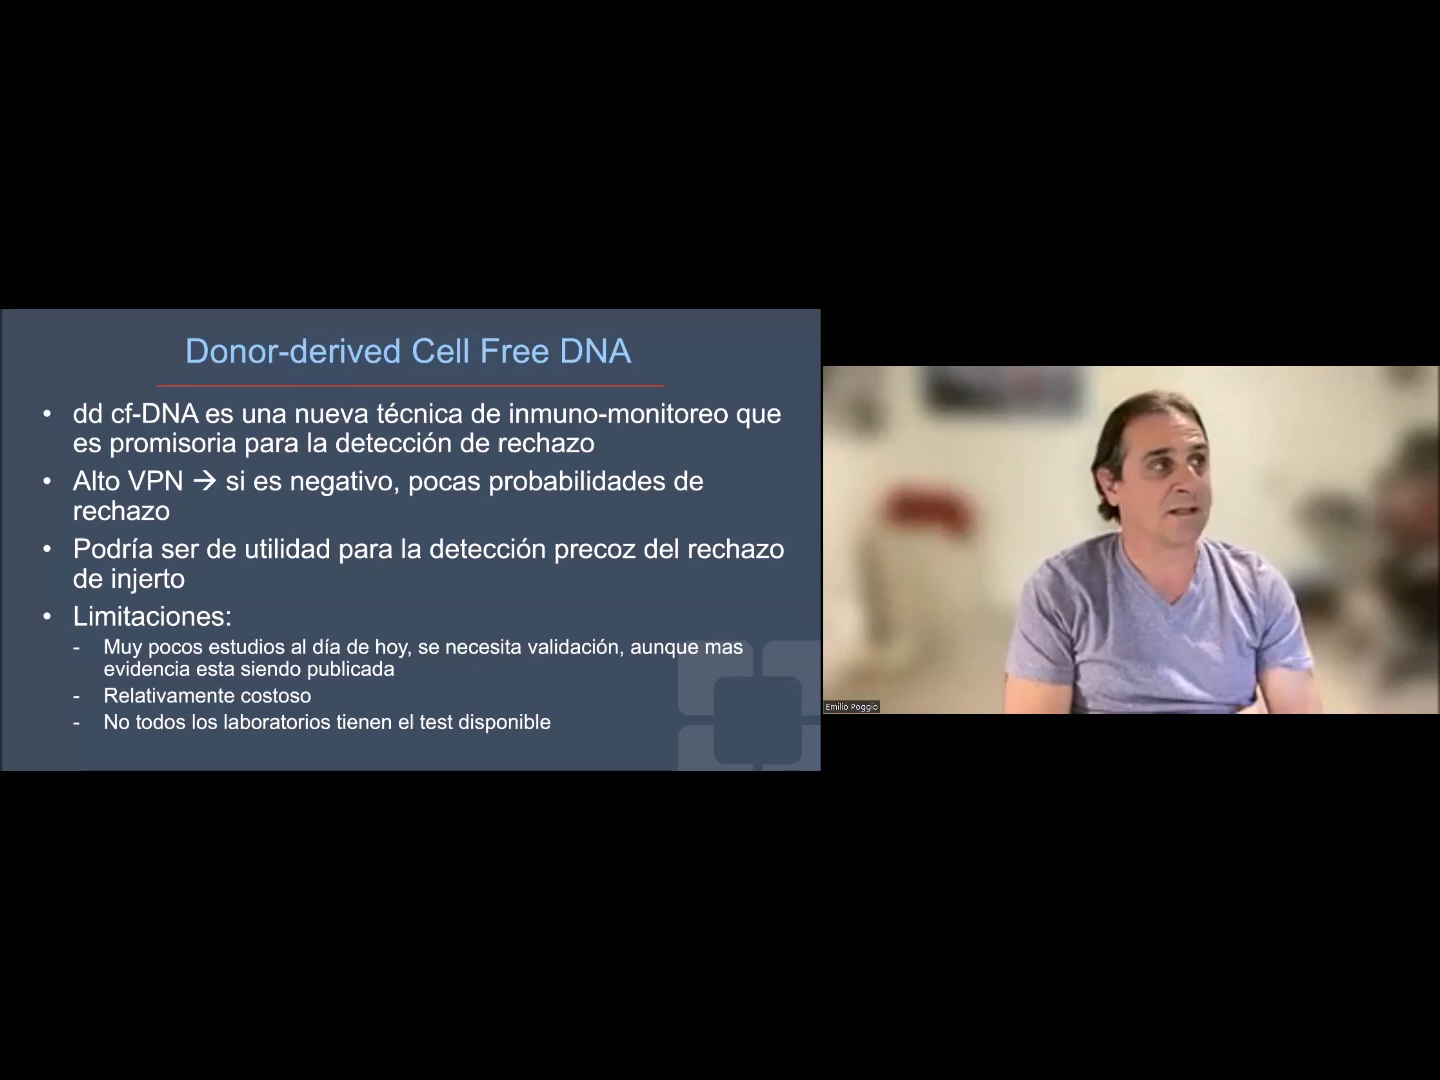 Donor-derived Cell Free DNA
• dd cf-DNA es una nueva técnica de inmuno-monitoreo que
es promisoria para la detección de rechazo
• Alto VPN → si es negativo, pocas probabilidades de
rechazo
• Podría ser de utilidad para la detección precoz del rechazo
de injerto
• Limitaciones:
- Muy pocos estudios al día de hoy, se necesita validación, aunque mas
evidencia esta siendo publicada
- Relativamente costoso
- No todos los laboratorios tienen el test disponible
Emilio Poggio